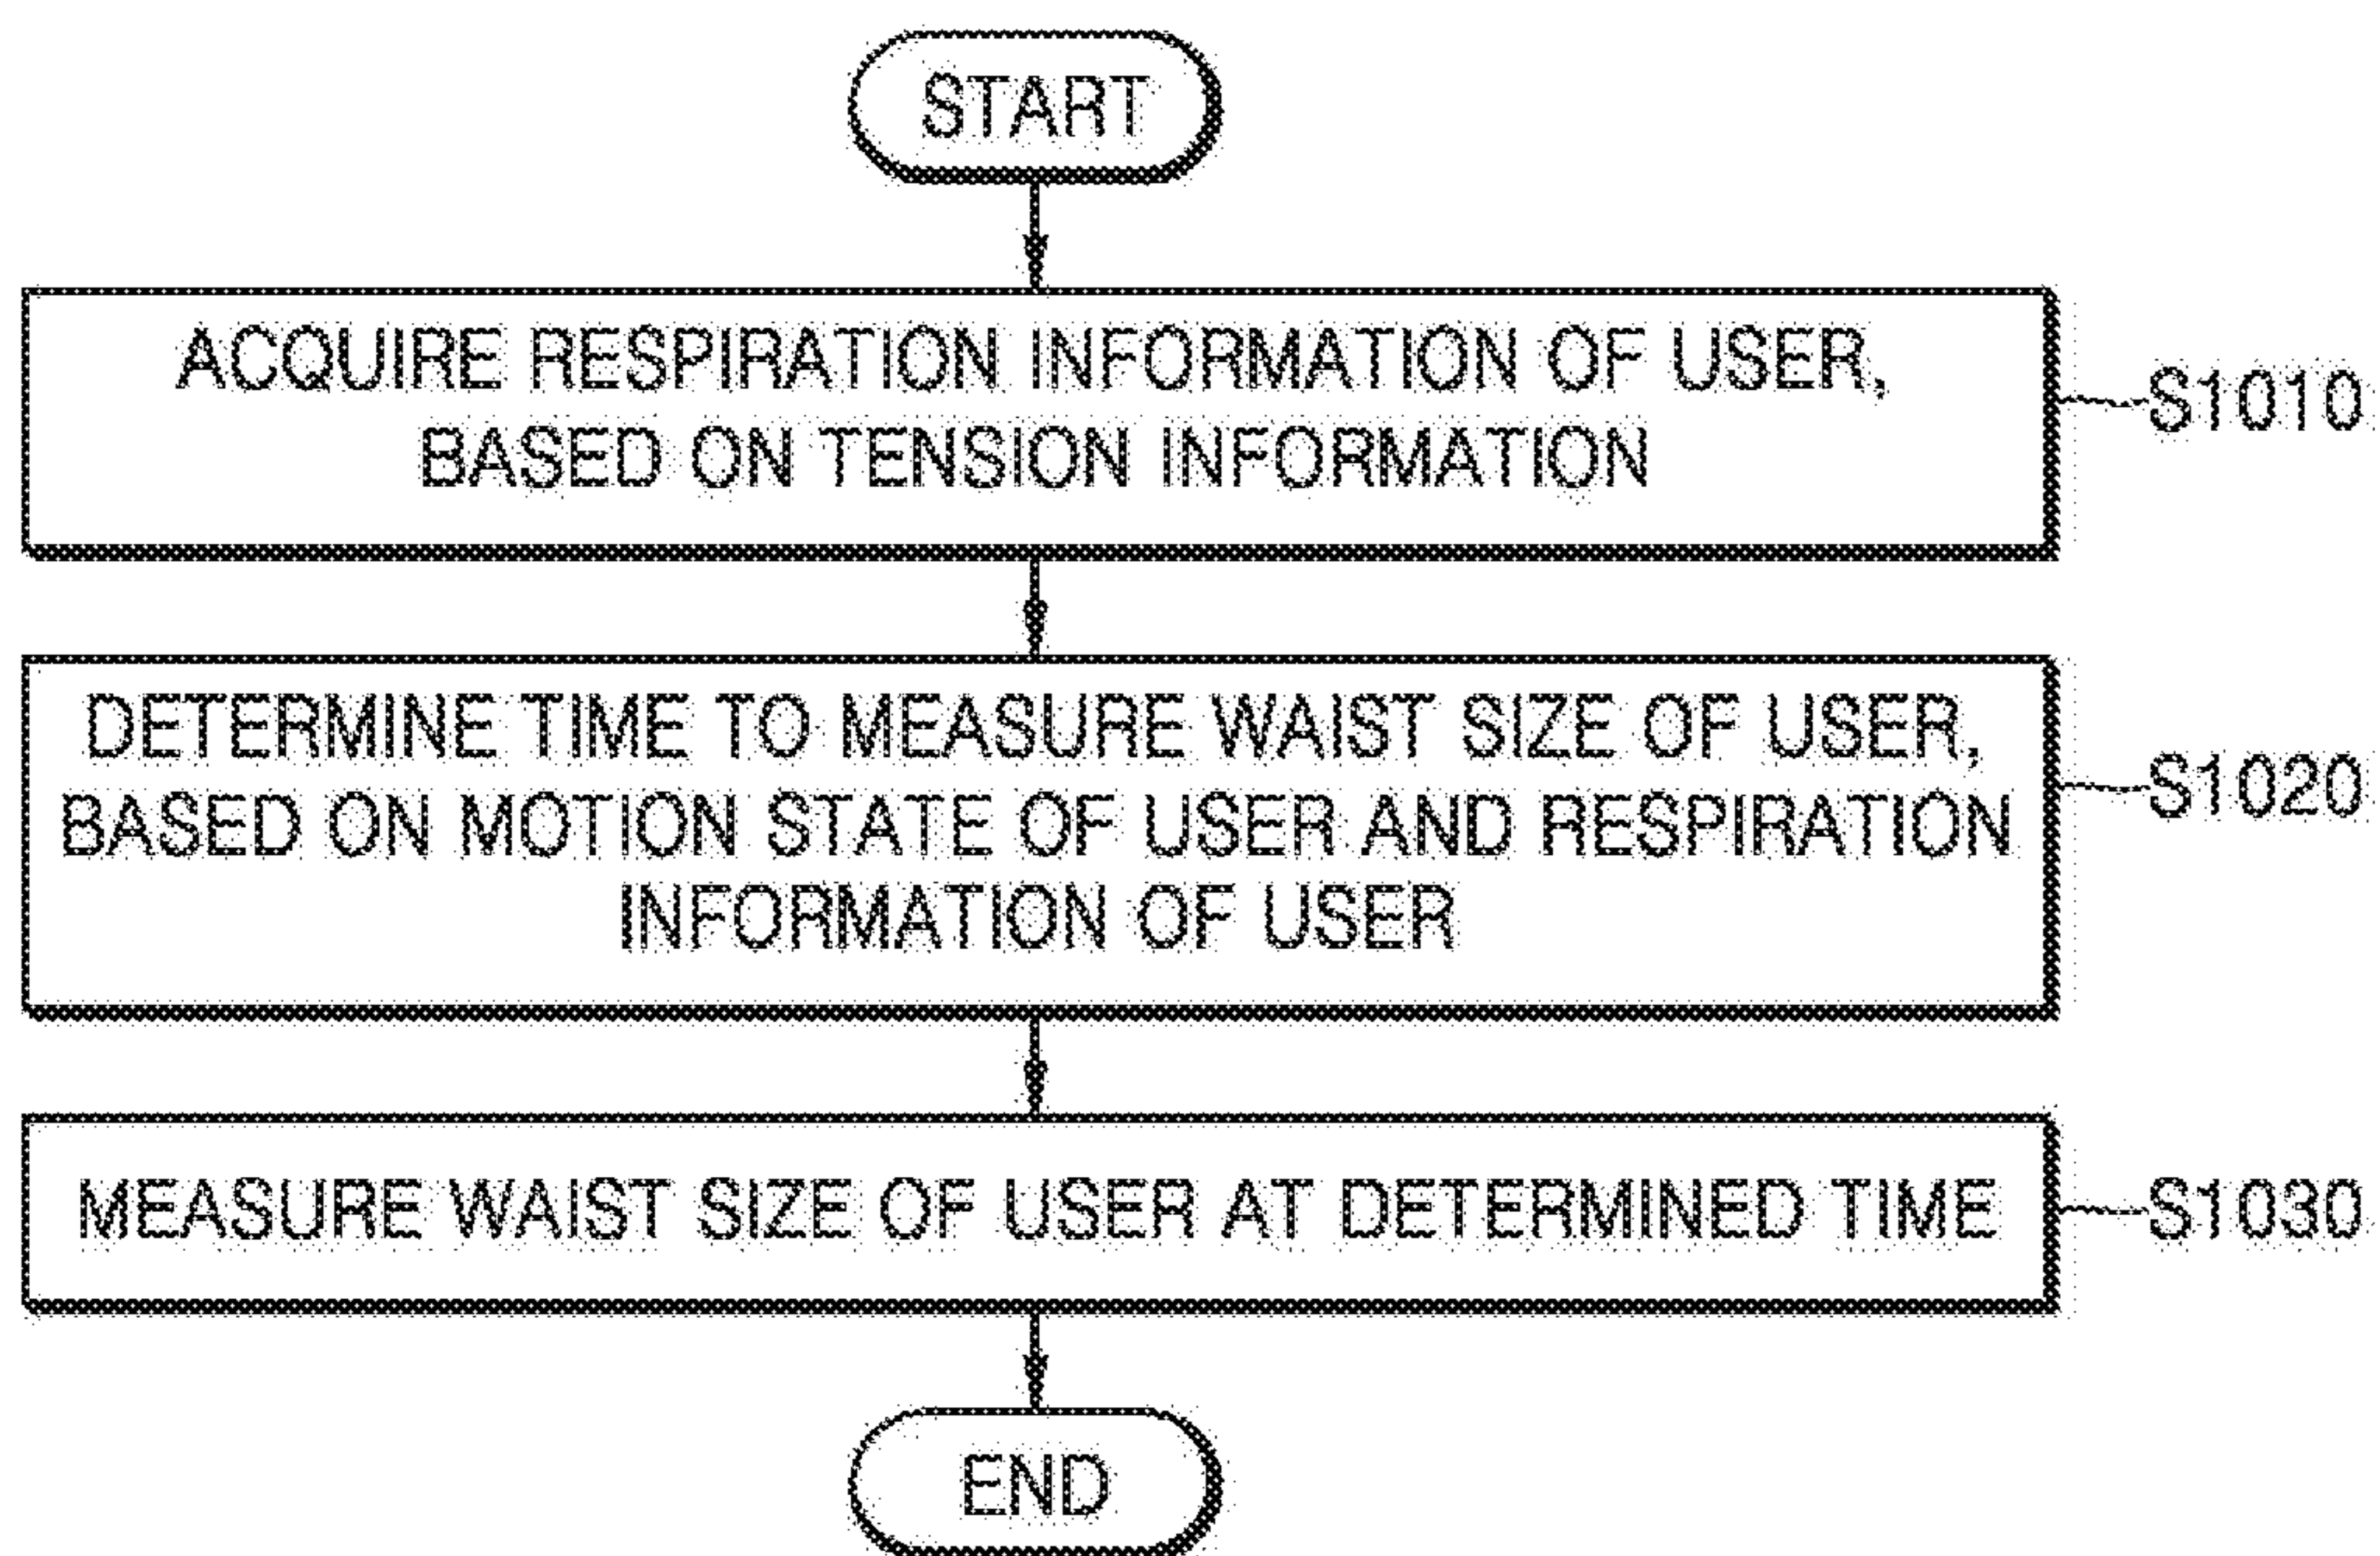 START
ACQUIRE RESPIRATION INFORMATION OF USER,
BASED ON TENSION INFORMATION
S1010
DETERMINE TIME TO MEASURE WAIST SIZE OF USER,
BASED ON MOTION STATE OF USER AND RESPIRATION
INFORMATION OF USER
S1020
MEASURE WAIST SIZE OF USER AT DETERMINED TIME
S1030
END